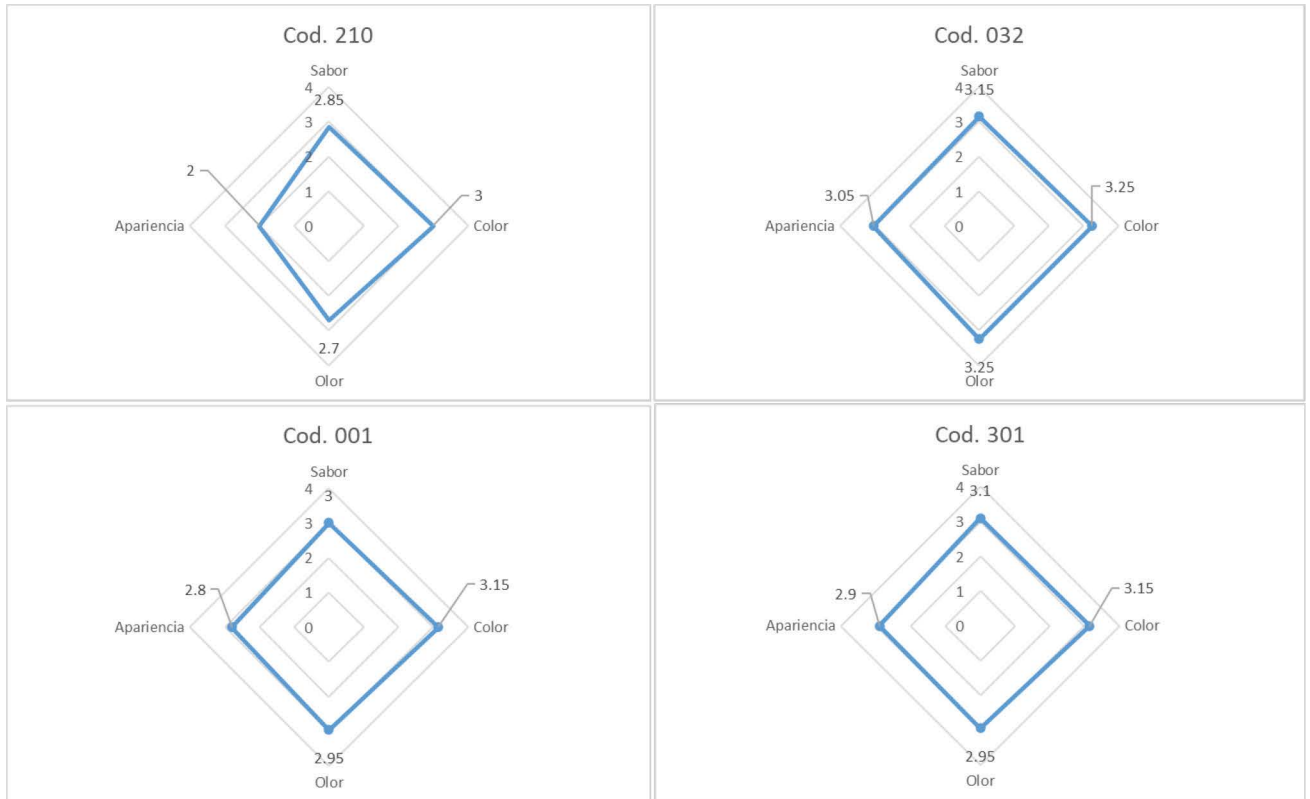 Cod. 210
Sabor
4
2.85
3
2
1
0
2
3
Apariencia
Color
2.7
Olor
Cod. 032
Sabor
4
3.15
3
2
1
0
3.05
3.25
Apariencia
Color
3.25
Olor
Cod. 001
Sabor
4
3
3
2
1
0
2.8
3.15
Apariencia
Color
2.95
Olor
Cod. 301
Sabor
4
3.1
3
2
1
0
2.9
3.15
Apariencia
Color
2.95
Olor